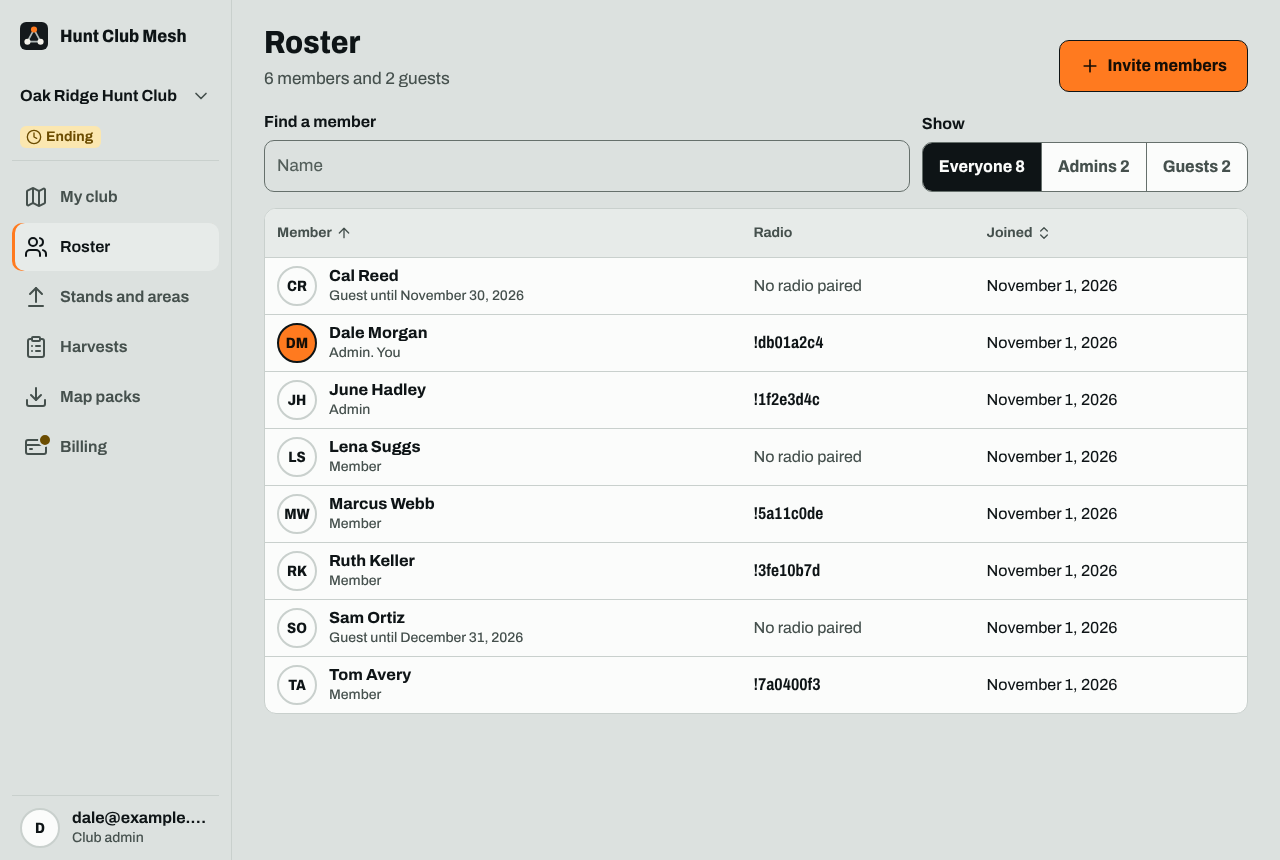 Hunt Club Mesh
Oak Ridge Hunt Club
Ending
My club
Roster
Stands and areas
Harvests
Map packs
Billing
D
dale@example....
Club admin
Roster
6 members and 2 guests
Invite members
Find a member
Name
Show
Everyone 8
Admins 2
Guests 2
Member
Radio
Joined
CR
Cal Reed
Guest until November 30, 2026
No radio paired
November 1, 2026
DM
Dale Morgan
Admin. You
!db01a2c4
November 1, 2026
JH
June Hadley
Admin
!1f2e3d4c
November 1, 2026
LS
Lena Suggs
Member
No radio paired
November 1, 2026
MW
Marcus Webb
Member
!5a11c0de
November 1, 2026
RK
Ruth Keller
Member
!3fe10b7d
November 1, 2026
SO
Sam Ortiz
Guest until December 31, 2026
No radio paired
November 1, 2026
TA
Tom Avery
Member
!7a0400f3
November 1, 2026